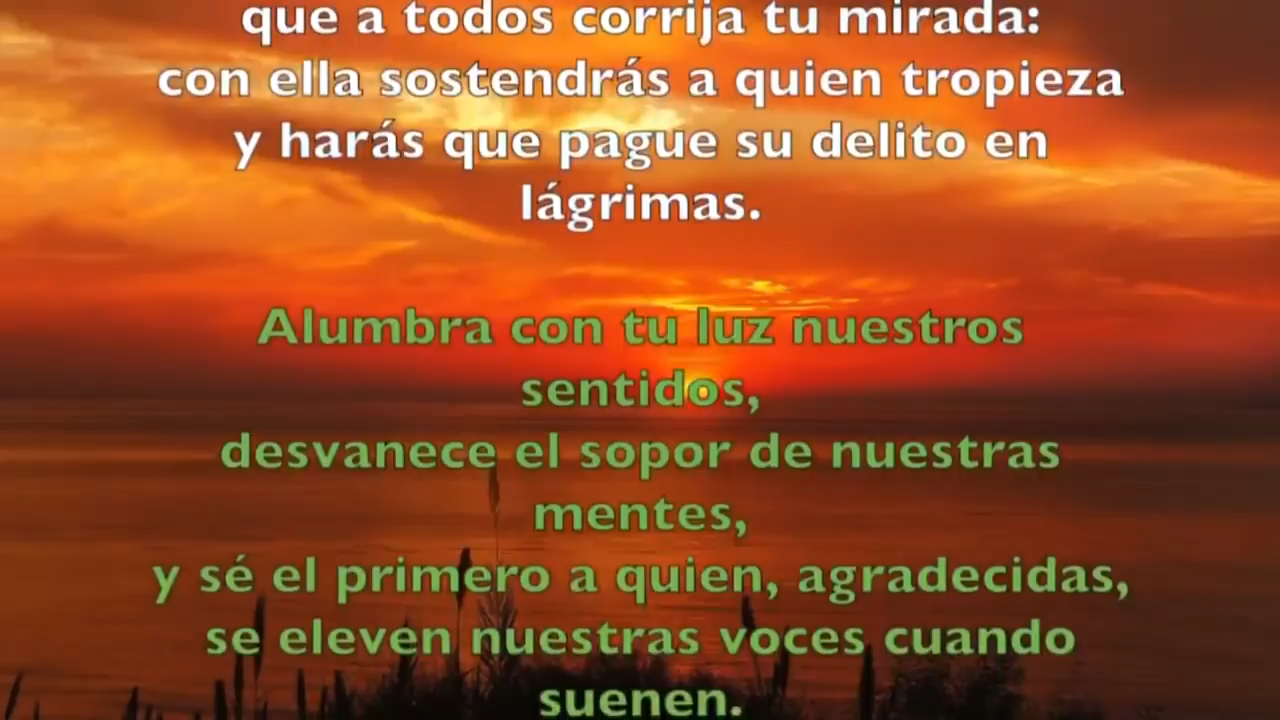 que a todos corrija tu mirada:
con ella sostendrás a quien tropieza
y harás que pague su delito en
lágrimas.
Alumbra con tu luz nuestros
sentidos,
desvanece el sopor de nuestras
mentes,
y sé el primero a quien, agradecidas,
se eleven nuestras voces cuando
suenen.